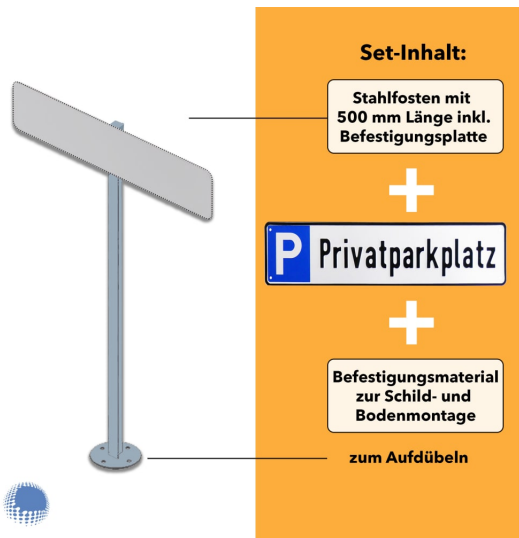 Set-Inhalt:
Stahlfosten mit
500 mm Länge inkl.
Befestigungsplatte
P Privatparkplatz
Befestigungsmaterial
zur Schild- und
Bodenmontage
zum Aufdübeln